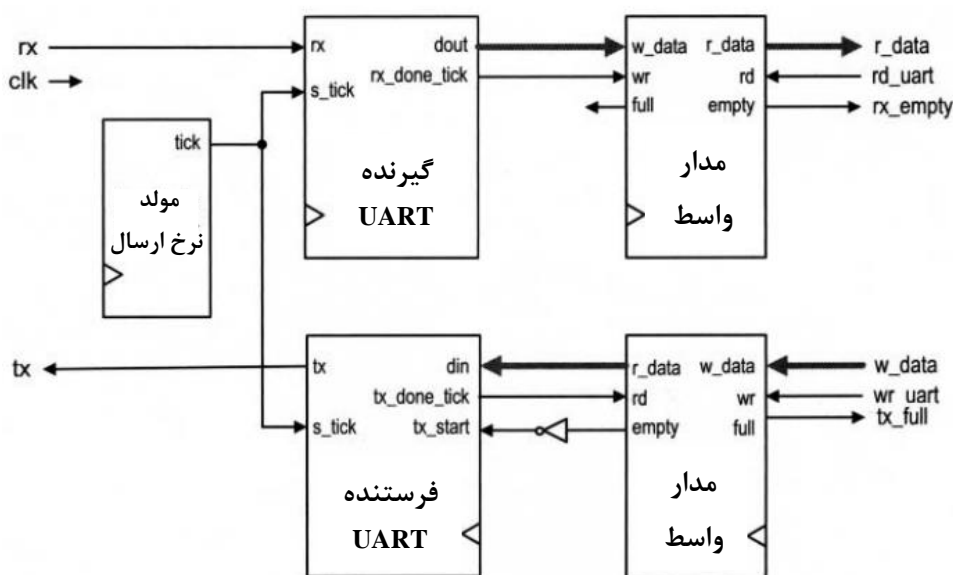 rx
clk
tick
مولد
نرخ ارسال
rx
dout
rx_done_tick
s_tick
گیرنده
UART
w_data
r_data
wr
rd
full
empty
مدار
واسط
r_data
rd_uart
rx_empty
tx
tx
din
tx_done_tick
s_tick
tx_start
فرستنده
UART
r_data
w_data
rd
wr
empty
full
مدار
واسط
w_data
wr_uart
tx_full